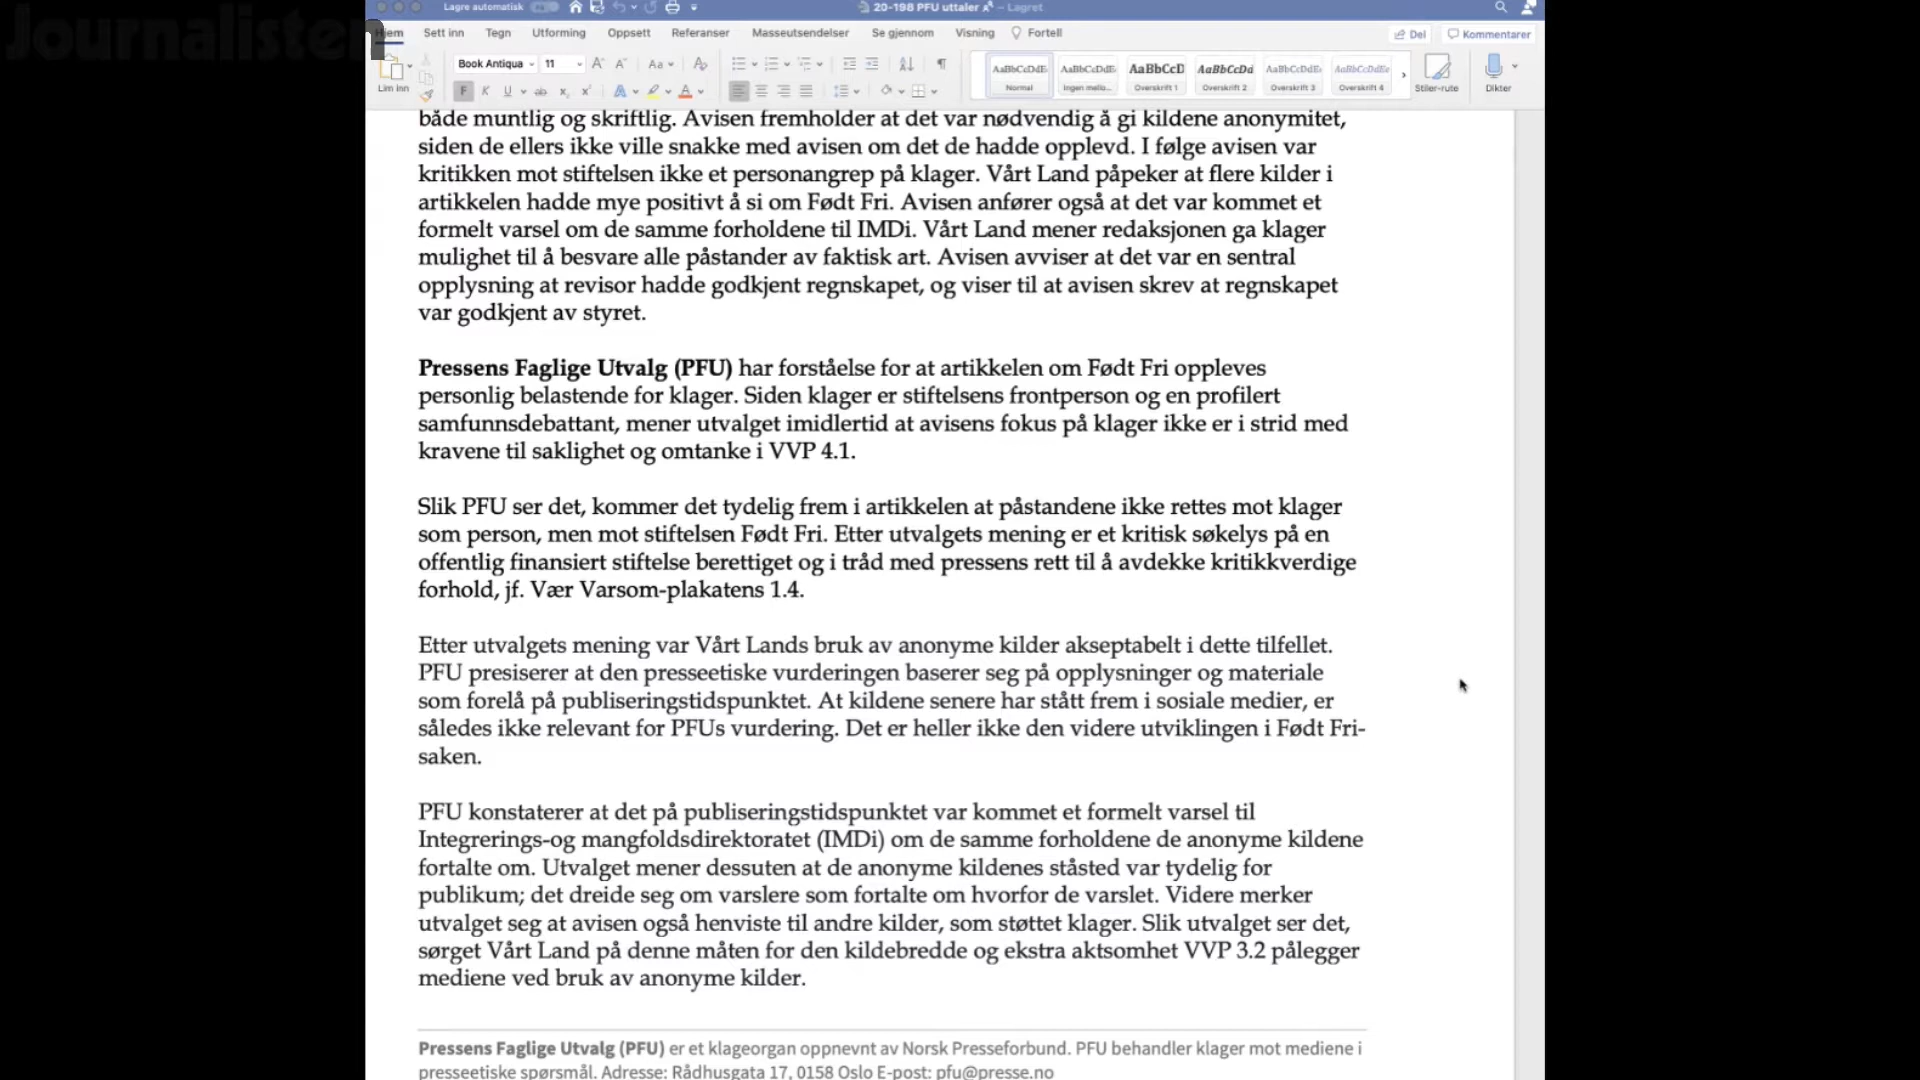 Journalisten
Lagre automatisk
20-198 PFU uttaler
– Lagret
Hjem Sett inn Tegn Utforming Oppsett Referanser Masseutsendelser Se gjennom Visning Fortell
Del Kommentarer
Lim inn
Book Antiqua 11
F K U
AaBbCcDdE AaBbCcDdE AaBbCcD AaBbCcDd AaBbCcDdE AaBbCcDdEe
Normal Ingen mello... Overskrift 1 Overskrift 2 Overskrift 3 Overskrift 4 Stiler-rute Dikter
både muntlig og skriftlig. Avisen fremholder at det var nødvendig å gi kildene anonymitet,
siden de ellers ikke ville snakke med avisen om det de hadde opplevd. I følge avisen var
kritikken mot stiftelsen ikke et personangrep på klager. Vårt Land påpeker at flere kilder i
artikkelen hadde mye positivt å si om Født Fri. Avisen anfører også at det var kommet et
formelt varsel om de samme forholdene til IMDi. Vårt Land mener redaksjonen ga klager
mulighet til å besvare alle påstander av faktisk art. Avisen avviser at det var en sentral
opplysning at revisor hadde godkjent regnskapet, og viser til at avisen skrev at regnskapet
var godkjent av styret.
Pressens Faglige Utvalg (PFU) har forståelse for at artikkelen om Født Fri oppleves
personlig belastende for klager. Siden klager er stiftelsens frontperson og en profilert
samfunnsdebattant, mener utvalget imidlertid at avisens fokus på klager ikke er i strid med
kravene til saklighet og omtanke i VVP 4.1.
Slik PFU ser det, kommer det tydelig frem i artikkelen at påstandene ikke rettes mot klager
som person, men mot stiftelsen Født Fri. Etter utvalgets mening er et kritisk søkelys på en
offentlig finansiert stiftelse berettiget og i tråd med pressens rett til å avdekke kritikkverdige
forhold, jf. Vær Varsom-plakatens 1.4.
Etter utvalgets mening var Vårt Lands bruk av anonyme kilder akseptabelt i dette tilfellet.
PFU presiserer at den presseetiske vurderingen baserer seg på opplysninger og materiale
som forelå på publiseringstidspunktet. At kildene senere har stått frem i sosiale medier, er
således ikke relevant for PFUs vurdering. Det er heller ikke den videre utviklingen i Født Fri-
saken.
PFU konstaterer at det på publiseringstidspunktet var kommet et formelt varsel til
Integrerings-og mangfoldsdirektoratet (IMDi) om de samme forholdene de anonyme kildene
fortalte om. Utvalget mener dessuten at de anonyme kildenes ståsted var tydelig for
publikum; det dreide seg om varslere som fortalte om hvorfor de varslet. Videre merker
utvalget seg at avisen også henviste til andre kilder, som støttet klager. Slik utvalget ser det,
sørget Vårt Land på denne måten for den kildebredde og ekstra aktsomhet VVP 3.2 pålegger
mediene ved bruk av anonyme kilder.
Pressens Faglige Utvalg (PFU) er et klageorgan oppnevnt av Norsk Presseforbund. PFU behandler klager mot mediene i
presseetiske spørsmål. Adresse: Rådhusgata 17, 0158 Oslo E-post: pfu@presse.no